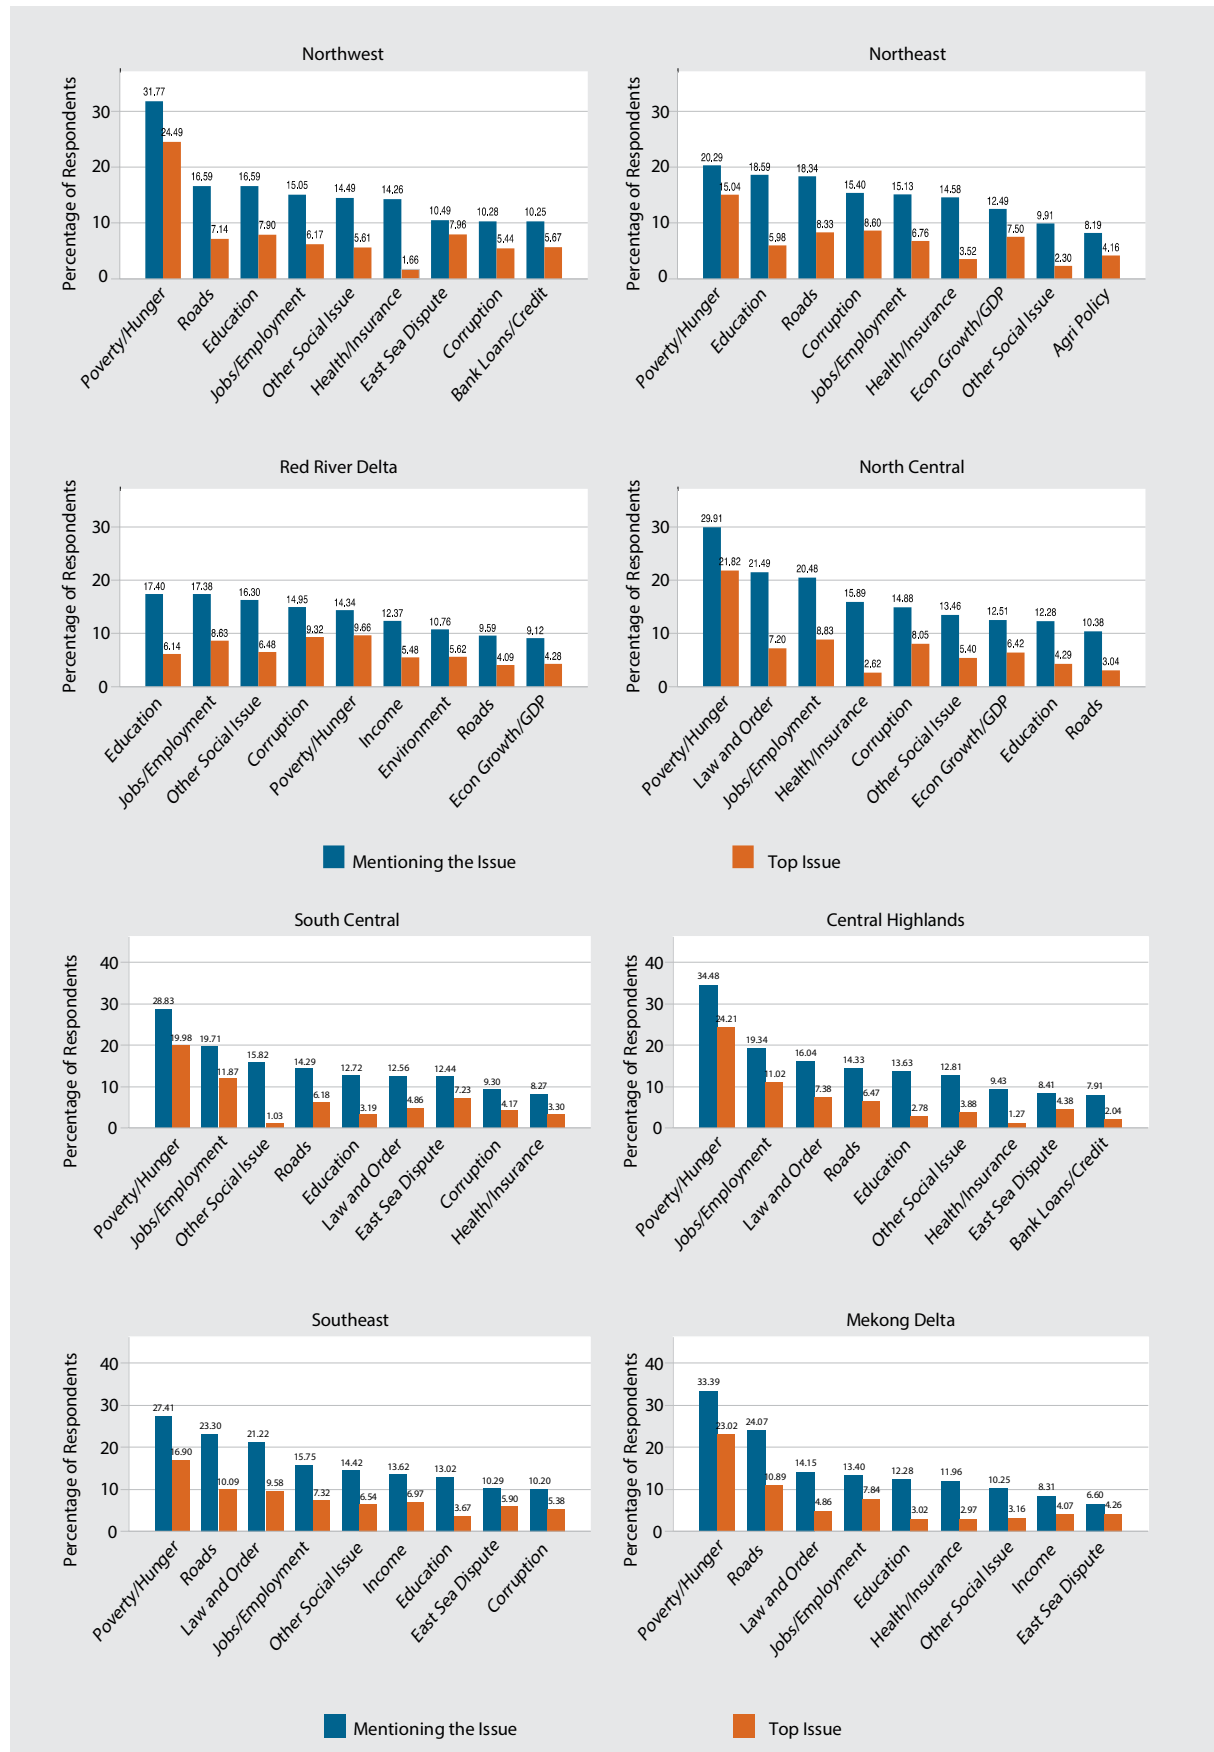 Northwest
Percentage of Respondents
30
20
10
0
31.77
24.49
16.59
7.14
16.59
7.90
15.05
6.17
14.49
5.61
14.26
1.66
10.49
7.96
10.28
5.44
10.25
5.67
Poverty/Hunger
Roads
Education
Jobs/Employment
Other Social Issue
Health/Insurance
East Sea Dispute
Corruption
Bank Loans/Credit
Northeast
Percentage of Respondents
30
20
10
0
20.29
15.04
18.59
5.98
18.34
8.33
15.40
8.60
15.13
6.76
14.58
3.52
12.49
7.50
9.91
2.30
8.19
4.16
Poverty/Hunger
Education
Roads
Corruption
Jobs/Employment
Health/Insurance
Econ Growth/GDP
Other Social Issue
Agri Policy
Red River Delta
Percentage of Respondents
30
20
10
0
17.40
6.14
17.38
8.63
16.30
6.48
14.95
9.32
14.34
9.66
12.37
5.48
10.76
5.62
9.59
4.09
9.12
4.28
Education
Jobs/Employment
Other Social Issue
Corruption
Poverty/Hunger
Income
Environment
Roads
Econ Growth/GDP
North Central
Percentage of Respondents
30
20
10
0
29.91
21.82
21.49
7.20
20.48
8.83
15.89
2.62
14.88
8.05
13.46
5.40
12.51
6.42
12.28
4.29
10.38
3.04
Poverty/Hunger
Law and Order
Jobs/Employment
Health/Insurance
Corruption
Other Social Issue
Econ Growth/GDP
Education
Roads
Mentioning the Issue
Top Issue
South Central
Percentage of Respondents
40
30
20
10
0
28.83
19.98
19.71
11.87
15.82
1.03
14.29
6.18
12.72
3.19
12.56
4.86
12.44
7.23
9.30
4.17
8.27
3.30
Poverty/Hunger
Jobs/Employment
Other Social Issue
Roads
Education
Law and Order
East Sea Dispute
Corruption
Health/Insurance
Central Highlands
Percentage of Respondents
40
30
20
10
0
34.48
24.21
19.34
11.02
16.04
7.38
14.33
6.47
13.63
2.78
12.81
3.88
9.43
1.27
8.41
4.38
7.91
2.04
Poverty/Hunger
Jobs/Employment
Law and Order
Roads
Education
Other Social Issue
Health/Insurance
East Sea Dispute
Bank Loans/Credit
Southeast
Percentage of Respondents
40
30
20
10
0
27.41
16.90
23.30
10.09
21.22
9.58
15.75
7.32
14.42
6.54
13.62
6.97
13.02
3.67
10.29
5.90
10.20
5.38
Poverty/Hunger
Roads
Law and Order
Jobs/Employment
Other Social Issue
Income
Education
East Sea Dispute
Corruption
Mekong Delta
Percentage of Respondents
40
30
20
10
0
33.39
23.02
24.07
10.89
14.15
4.86
13.40
7.84
12.28
3.02
11.96
2.97
10.25
3.16
8.31
4.07
6.60
4.26
Poverty/Hunger
Roads
Law and Order
Jobs/Employment
Education
Health/Insurance
Other Social Issue
Income
East Sea Dispute
Mentioning the Issue
Top Issue